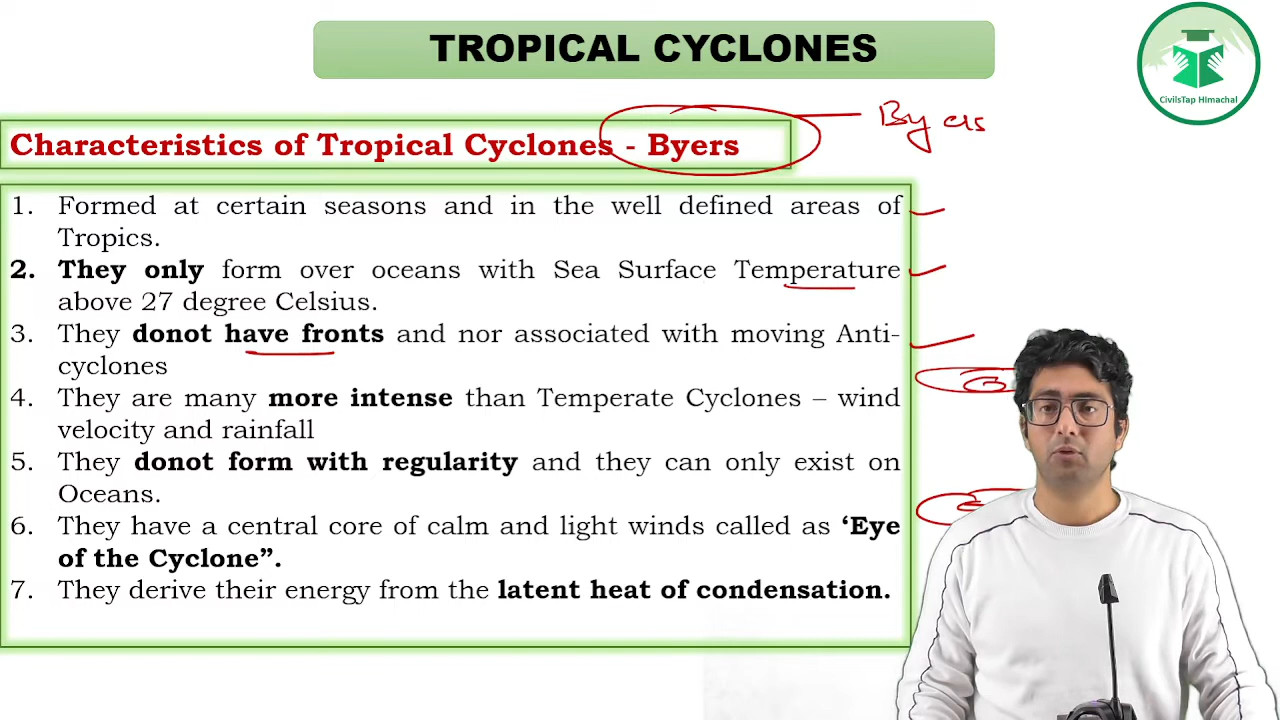 TROPICAL CYCLONES
CivilsTap Himachal
Characteristics of Tropical Cyclones - Byers
Byers
1. Formed at certain seasons and in the well defined areas of
Tropics.
2. They only form over oceans with Sea Surface Temperature
above 27 degree Celsius.
3. They donot have fronts and nor associated with moving Anti-
cyclones
4. They are many more intense than Temperate Cyclones – wind
velocity and rainfall
5. They donot form with regularity and they can only exist on
Oceans.
6. They have a central core of calm and light winds called as ‘Eye
of the Cyclone”.
7. They derive their energy from the latent heat of condensation.